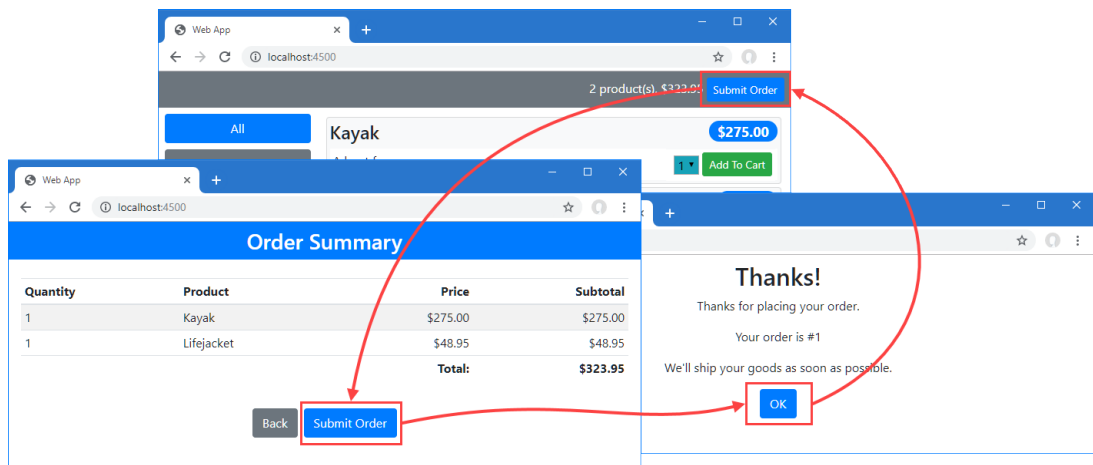 Web App
localhost:4500
2 product(s), $323.95 Submit Order
All
Kayak $275.00
1 Add To Cart
Web App
localhost:4500
Order Summary
Quantity Product Price Subtotal
1 Kayak $275.00 $275.00
1 Lifejacket $48.95 $48.95
Total: $323.95
Back Submit Order
Thanks!
Thanks for placing your order.
Your order is #1
We'll ship your goods as soon as possible.
OK